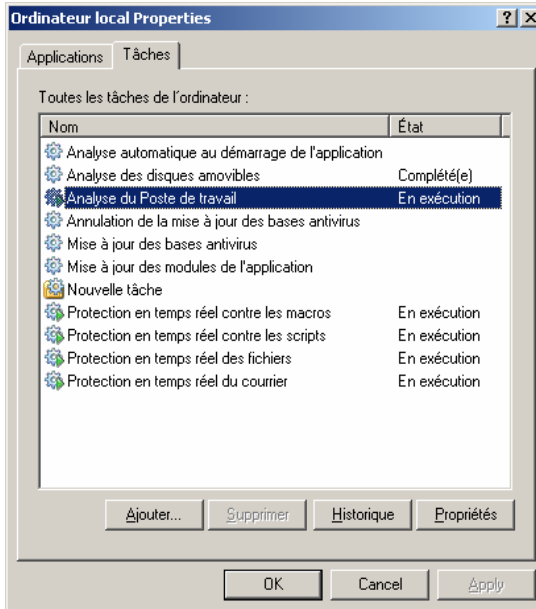 Ordinateur local Properties
Applications Tâches
Toutes les tâches de l'ordinateur :
Nom État
Analyse automatique au démarrage de l'application
Analyse des disques amovibles Complété(e)
Analyse du Poste de travail En exécution
Annulation de la mise à jour des bases antivirus
Mise à jour des bases antivirus
Mise à jour des modules de l'application
Nouvelle tâche
Protection en temps réel contre les macros En exécution
Protection en temps réel contre les scripts En exécution
Protection en temps réel des fichiers En exécution
Protection en temps réel du courrier En exécution
Ajouter... Supprimer Historique Propriétés
OK Cancel Apply